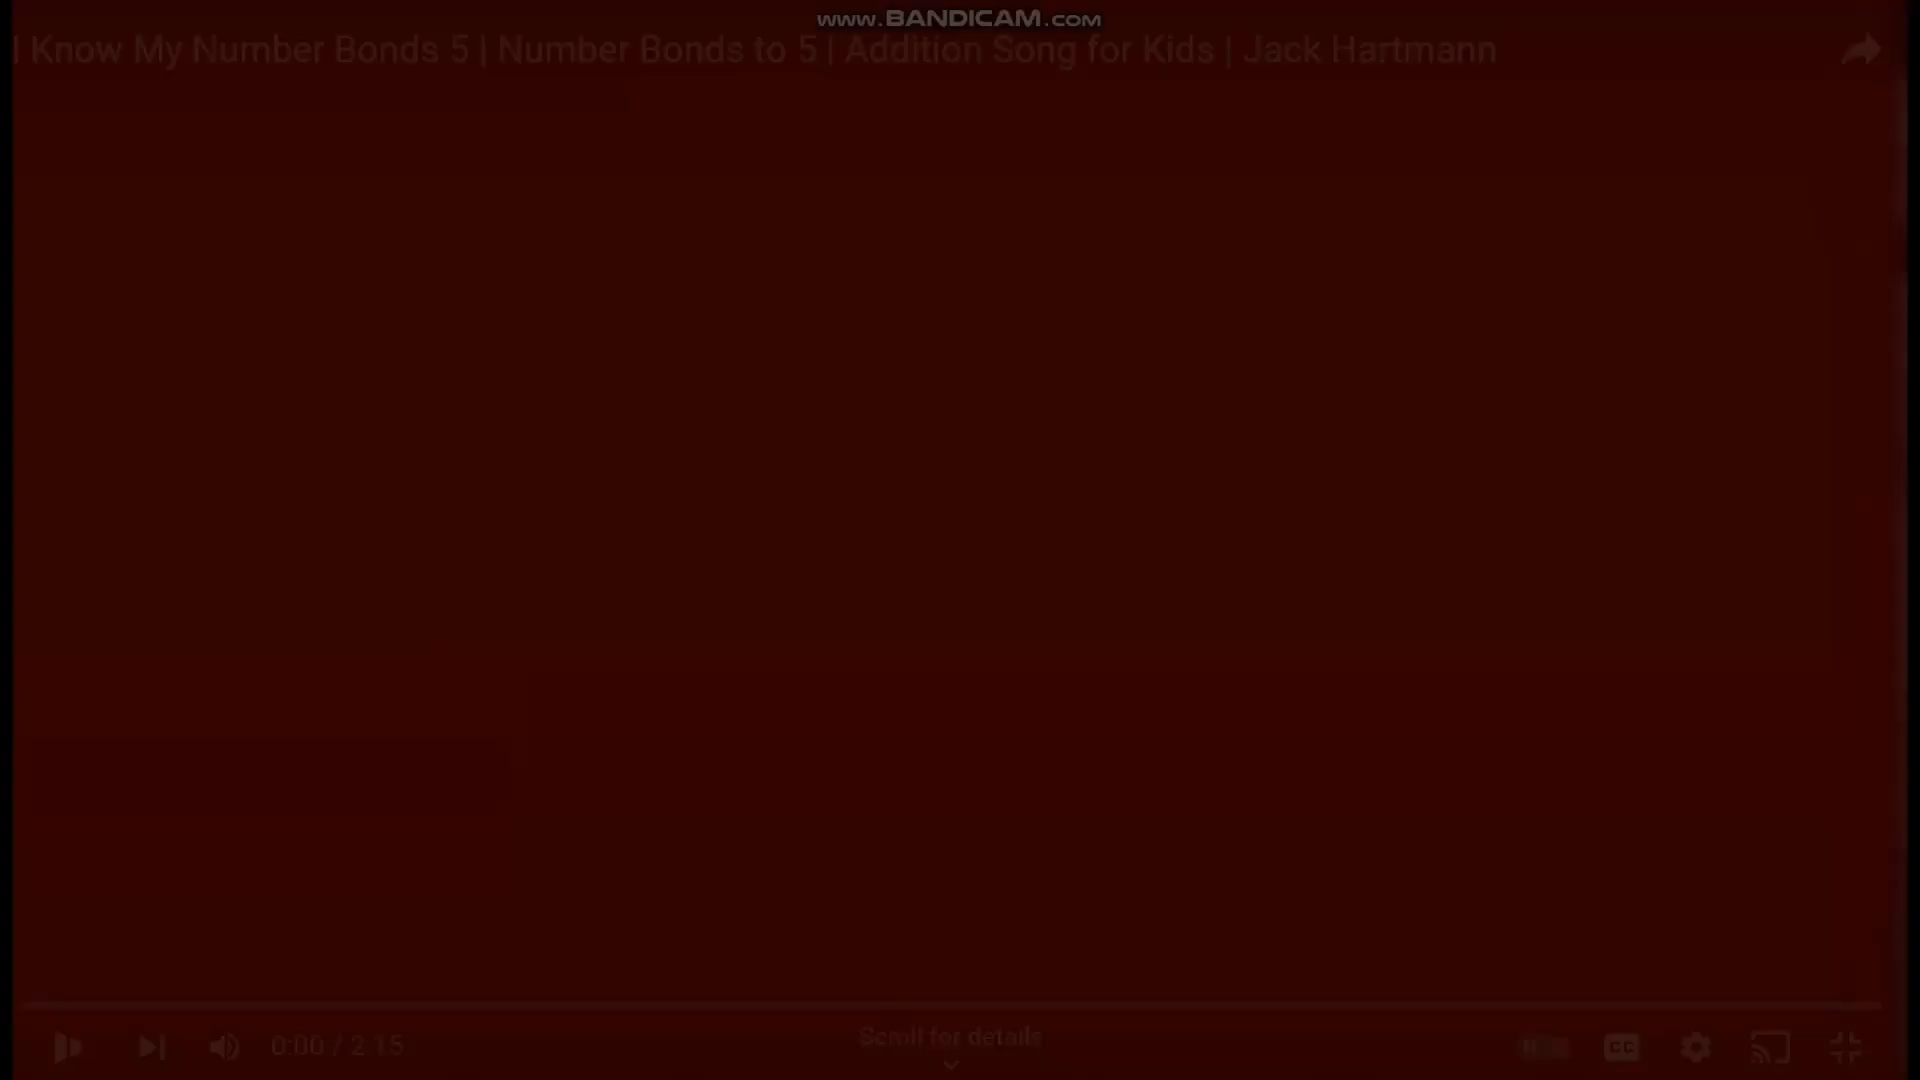 www.BANDICAM.com
I Know My Number Bonds 5 | Number Bonds to 5 | Addition Song for Kids | Jack Hartmann
0:00 / 2:15
Scroll for details
CC